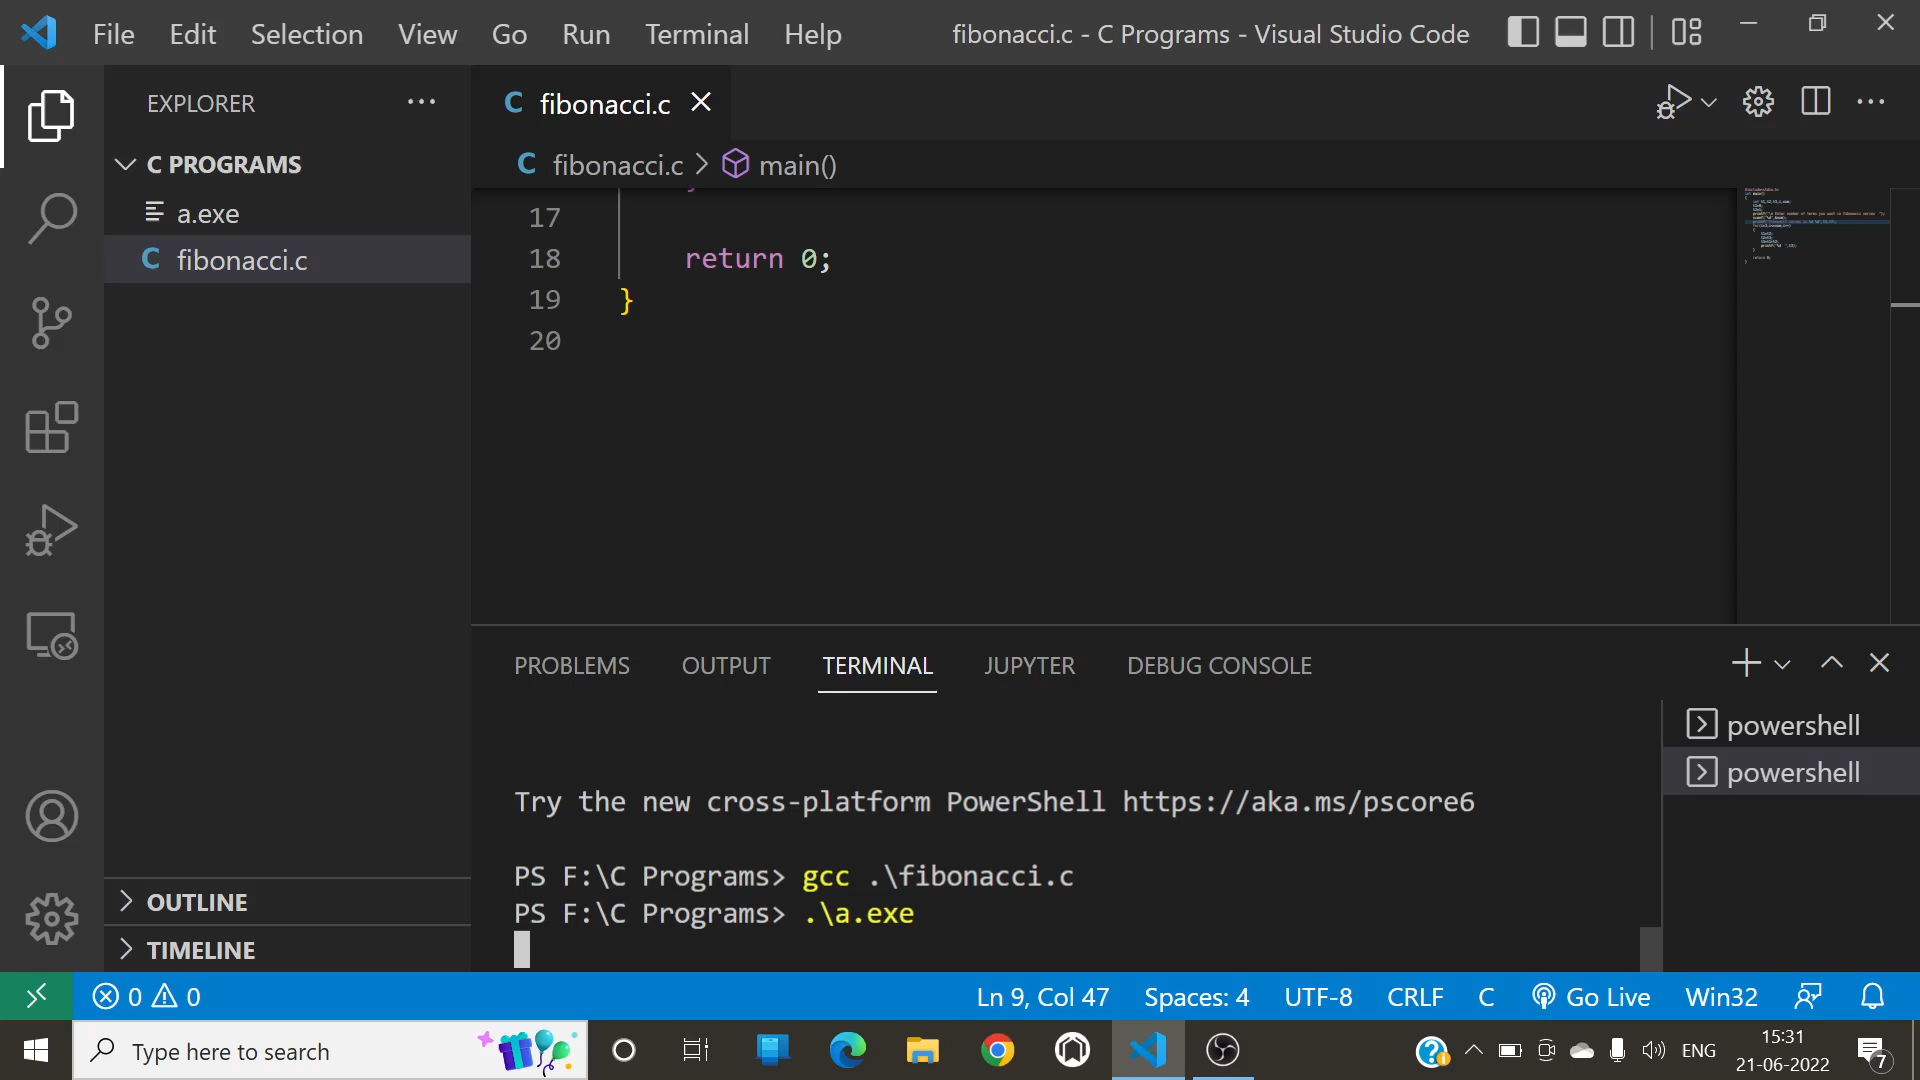 File Edit Selection View Go Run Terminal Help
fibonacci.c - C Programs - Visual Studio Code
EXPLORER
C PROGRAMS
a.exe
C fibonacci.c
OUTLINE
TIMELINE
C fibonacci.c
C fibonacci.c > main()
17
18 return 0;
19 }
20
PROBLEMS OUTPUT TERMINAL JUPYTER DEBUG CONSOLE
powershell
powershell
Try the new cross-platform PowerShell https://aka.ms/pscore6
PS F:\C Programs> gcc .\fibonacci.c
PS F:\C Programs> .\a.exe
0 0
Ln 9, Col 47 Spaces: 4 UTF-8 CRLF C Go Live Win32
Type here to search
ENG
15:31
21-06-2022
7